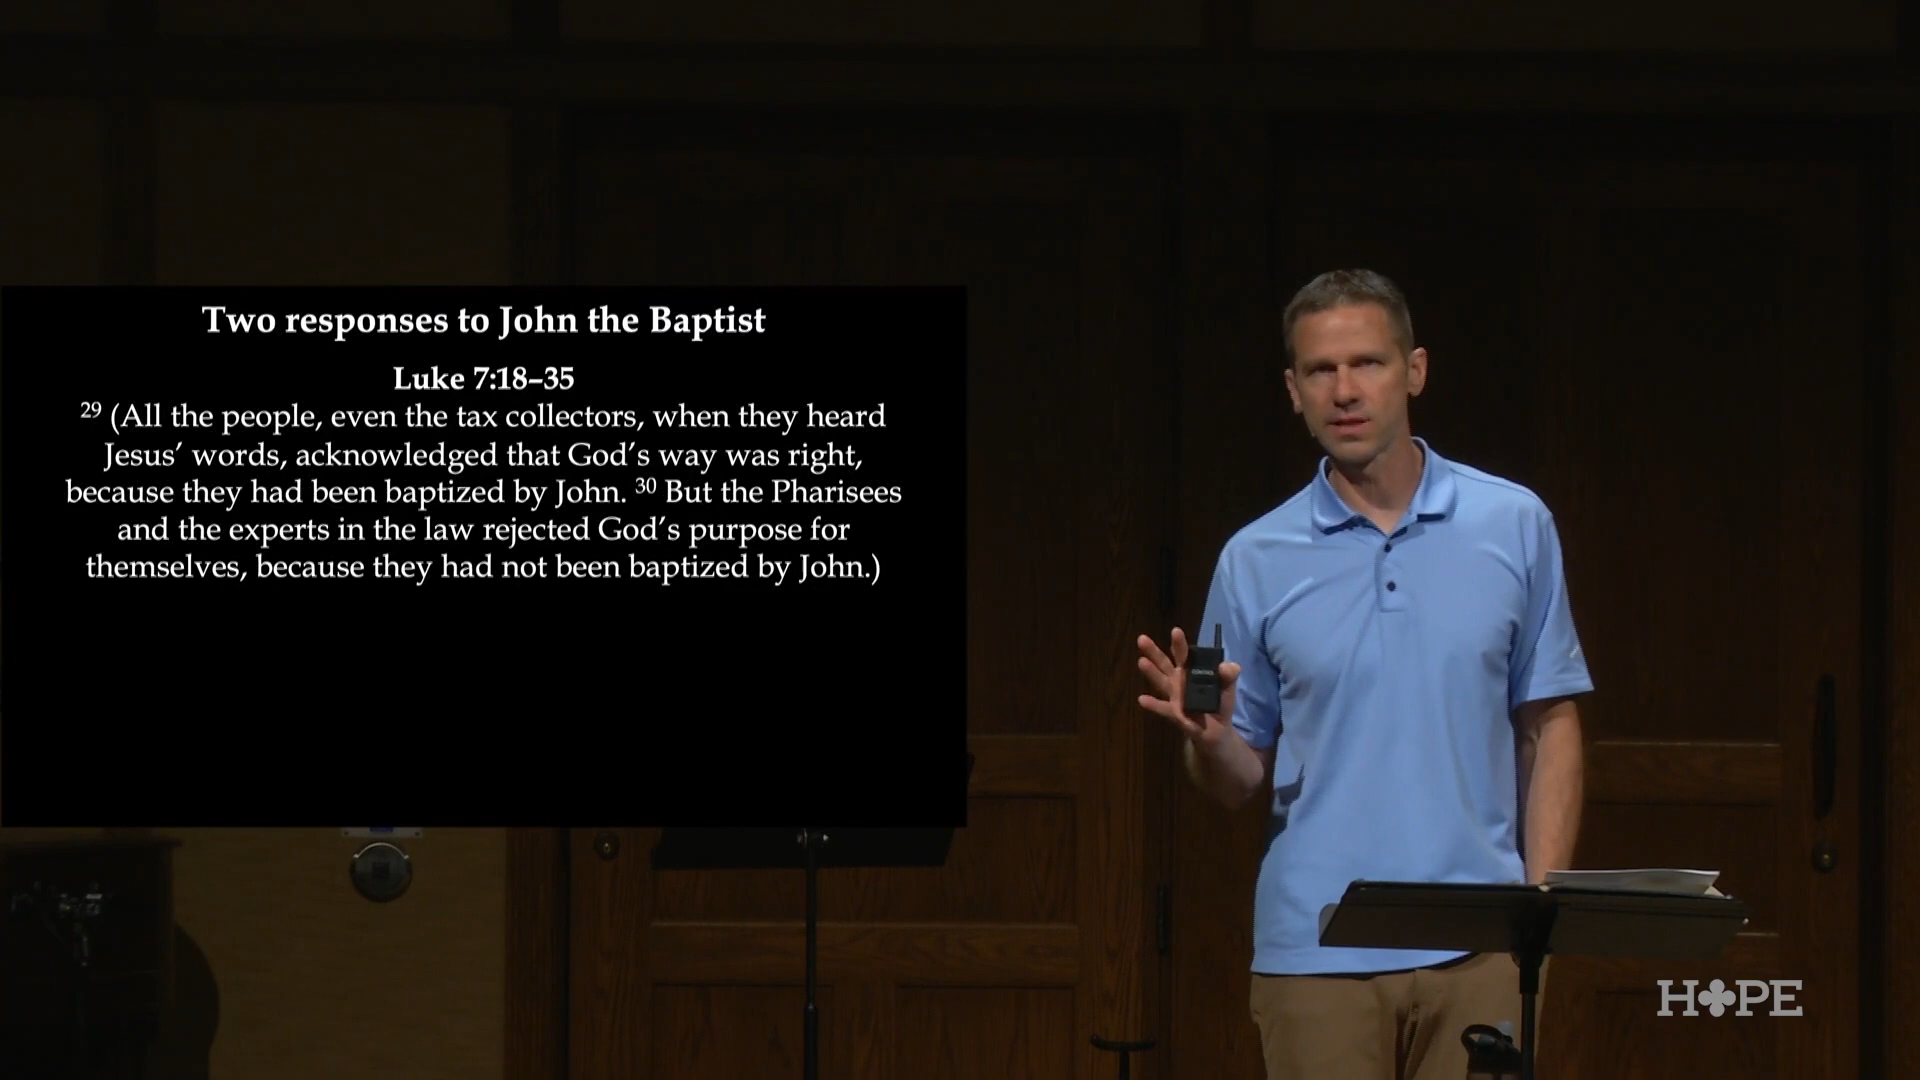 Two responses to John the Baptist
Luke 7:18–35
29 (All the people, even the tax collectors, when they heard
Jesus’ words, acknowledged that God’s way was right,
because they had been baptized by John. 30 But the Pharisees
and the experts in the law rejected God’s purpose for
themselves, because they had not been baptized by John.)
HOPE